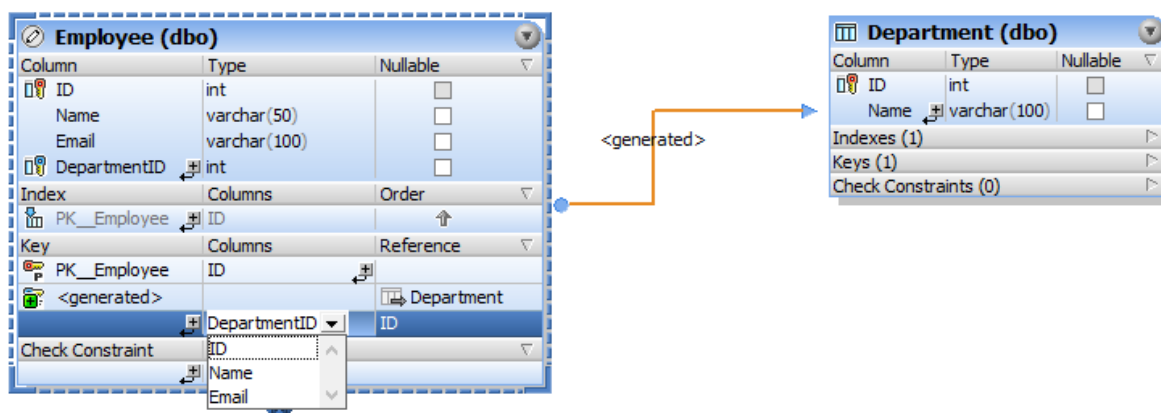 Employee (dbo)
Column Type Nullable
ID int
Name varchar(50)
Email varchar(100)
DepartmentID int
Index Columns Order
PK__Employee ID
Key Columns Reference
P PK__Employee ID
<generated> Department
DepartmentID ID
Check Constraint
ID
Name
Email
<generated>
Department (dbo)
Column Type Nullable
ID int
Name varchar(100)
Indexes (1)
Keys (1)
Check Constraints (0)